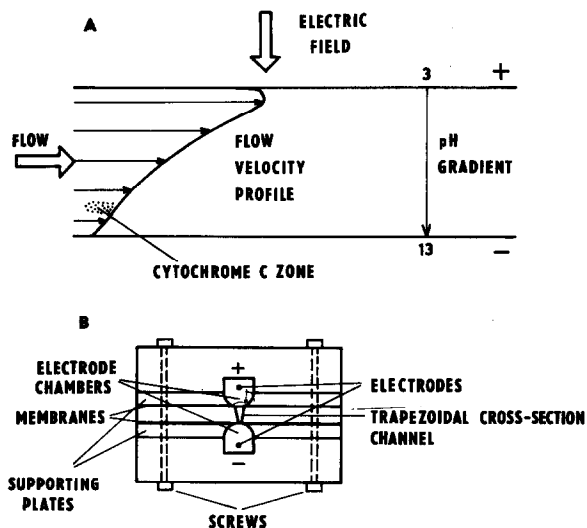 A
ELECTRIC
FIELD
3 +
FLOW
FLOW
VELOCITY
PROFILE
pH
GRADIENT
13 −
CYTOCHROME C ZONE
B
ELECTRODE
CHAMBERS
+
ELECTRODES
MEMBRANES
TRAPEZOIDAL CROSS-SECTION
CHANNEL
−
SUPPORTING
PLATES
SCREWS